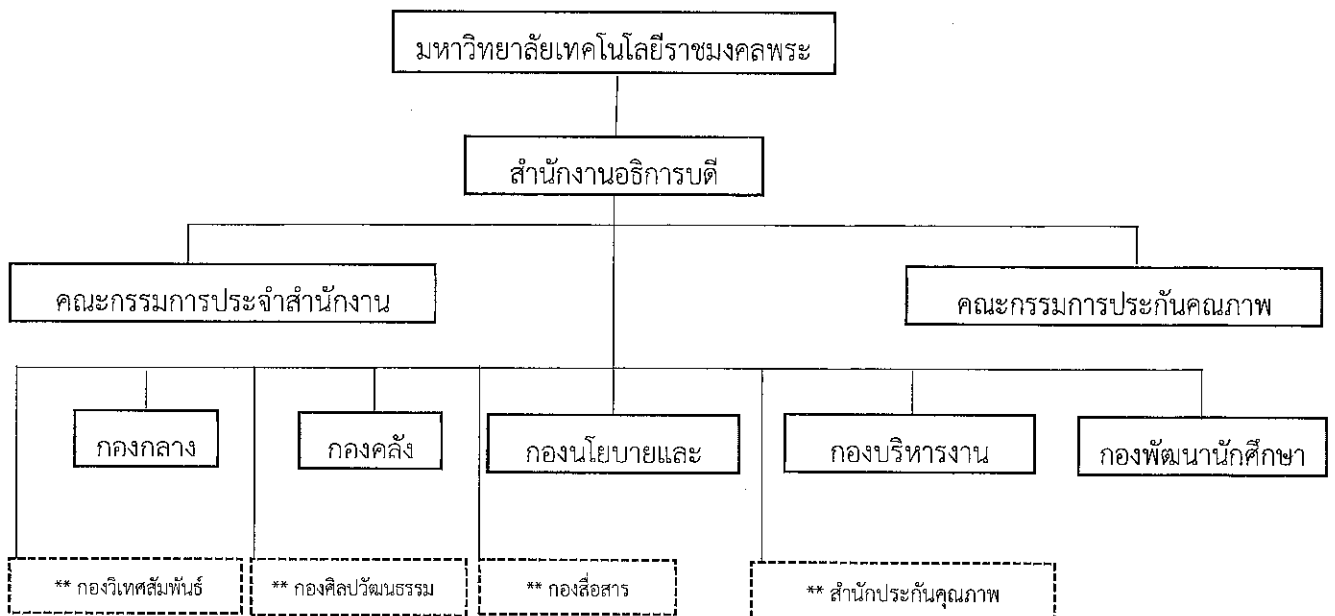 มหาวิทยาลัยเทคโนโลยีราชมงคลพระ
สำนักงานอธิการบดี
คณะกรรมการประจำสำนักงาน
คณะกรรมการประกันคณภาพ
กองกลาง
กองคลัง
กองนโยบายและ
กองบริหารงาน
กองพัฒนานักศึกษา
** กองวิเทศสัมพันธ์
** กองศิลปวัฒนธรรม
** กองสื่อสาร
** สำนักประกันคุณภาพ